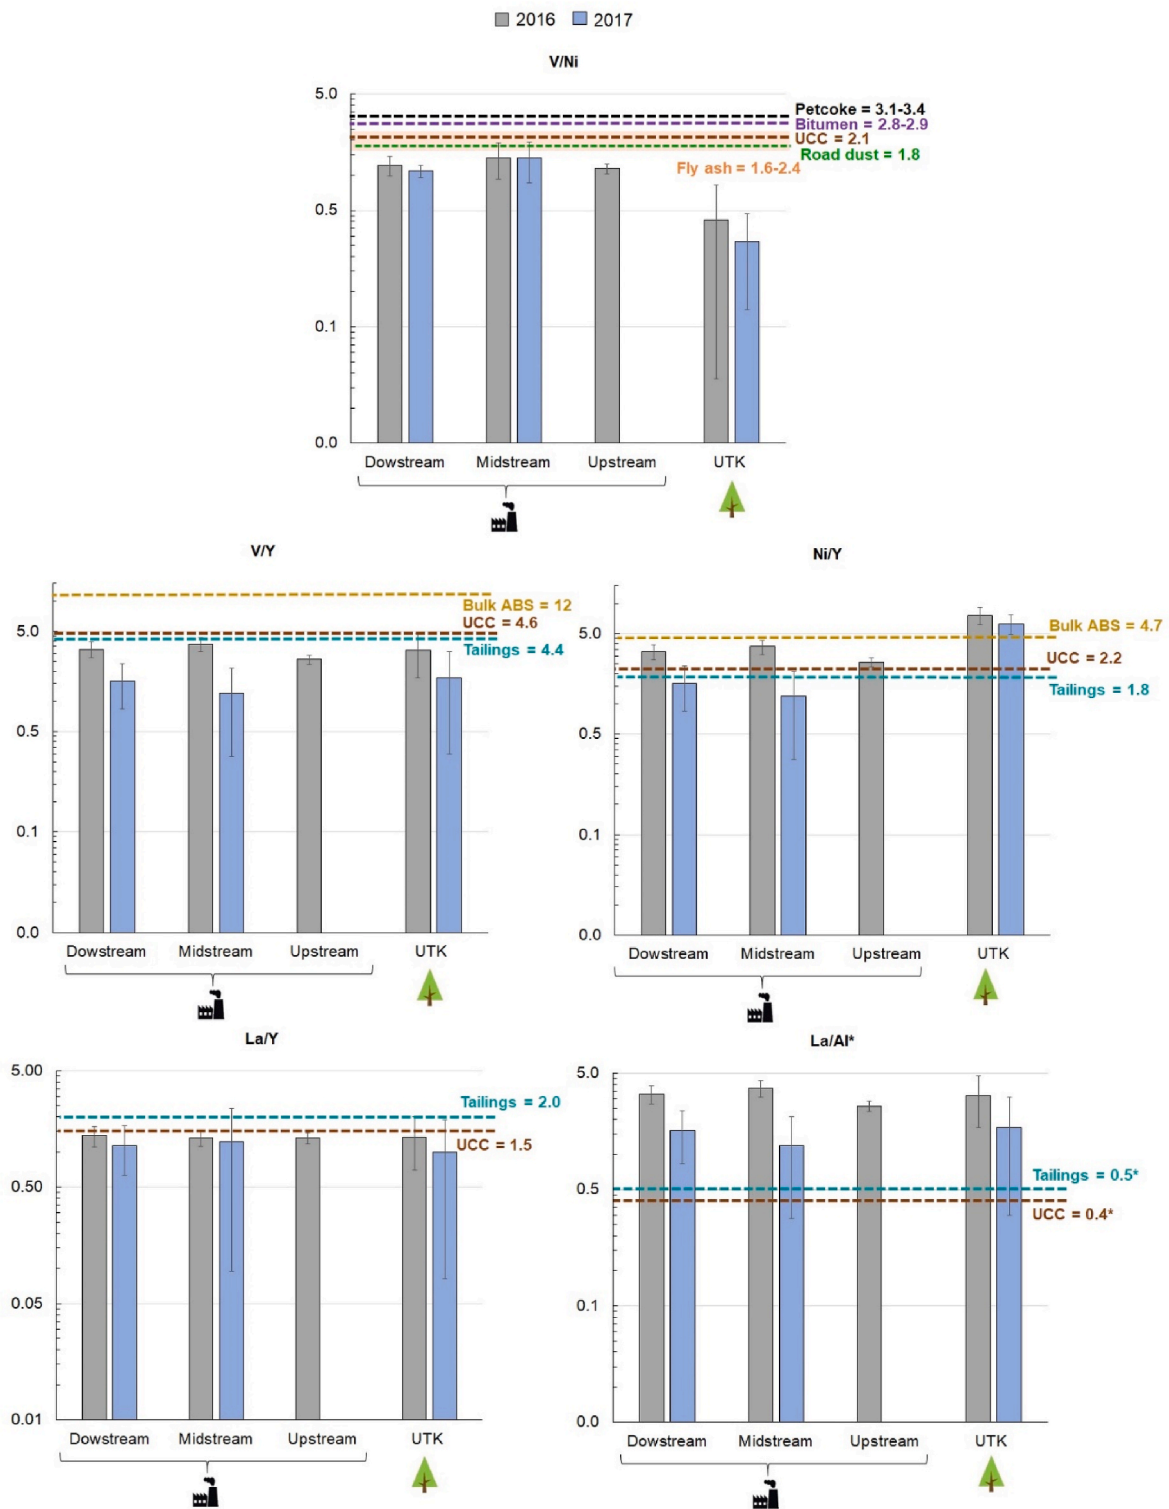 2016 2017
V/Ni
5.0
Petcoke = 3.1-3.4
Bitumen = 2.8-2.9
UCC = 2.1
Road dust = 1.8
Fly ash = 1.6-2.4
0.5
0.1
0.0
Dowstream Midstream Upstream UTK
V/Y
Bulk ABS = 12
UCC = 4.6
5.0
Tailings = 4.4
0.5
0.1
0.0
Dowstream Midstream Upstream UTK
Ni/Y
Bulk ABS = 4.7
5.0
UCC = 2.2
Tailings = 1.8
0.5
0.1
0.0
Dowstream Midstream Upstream UTK
La/Y
5.00
Tailings = 2.0
UCC = 1.5
0.50
0.05
0.01
Dowstream Midstream Upstream UTK
La/Al*
5.0
Tailings = 0.5*
0.5
UCC = 0.4*
0.1
0.0
Dowstream Midstream Upstream UTK